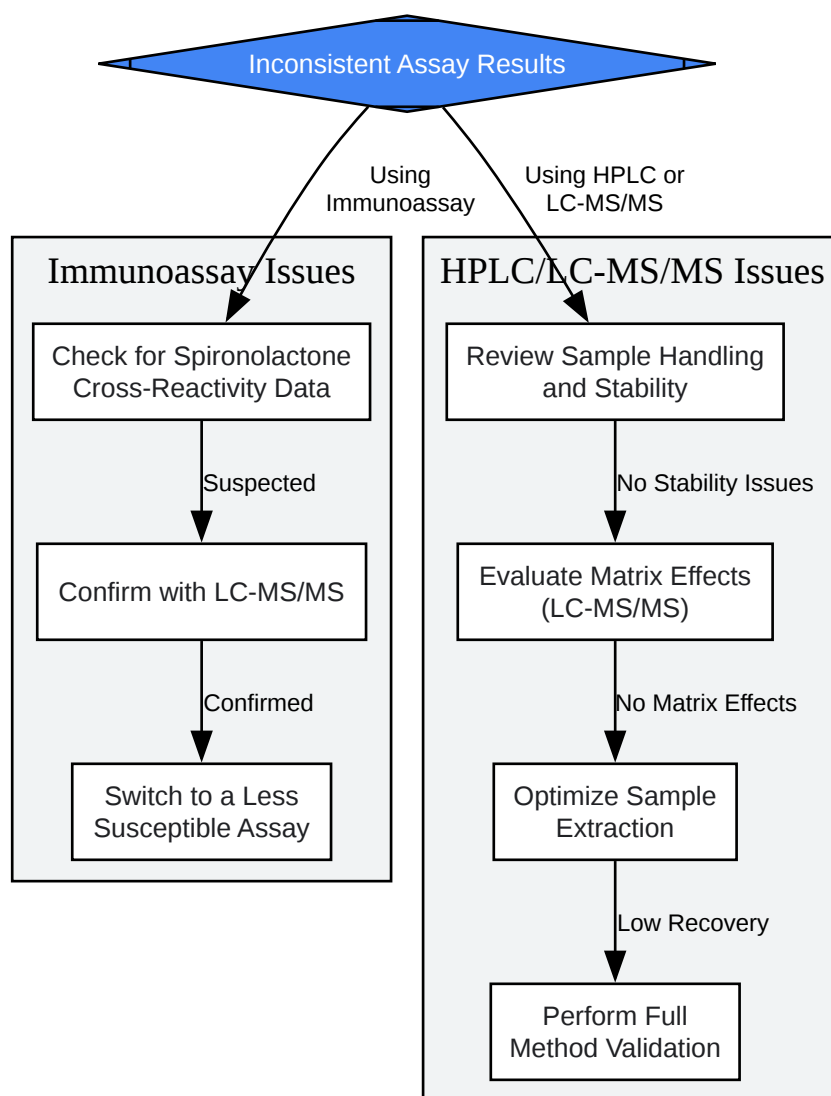 Inconsistent Assay Results
Using
Immunoassay
Using HPLC or
LC-MS/MS
Immunoassay Issues
Check for Spironolactone
Cross-Reactivity Data
Suspected
Confirm with LC-MS/MS
Confirmed
Switch to a Less
Susceptible Assay
HPLC/LC-MS/MS Issues
Review Sample Handling
and Stability
No Stability Issues
Evaluate Matrix Effects
(LC-MS/MS)
No Matrix Effects
Optimize Sample
Extraction
Low Recovery
Perform Full
Method Validation